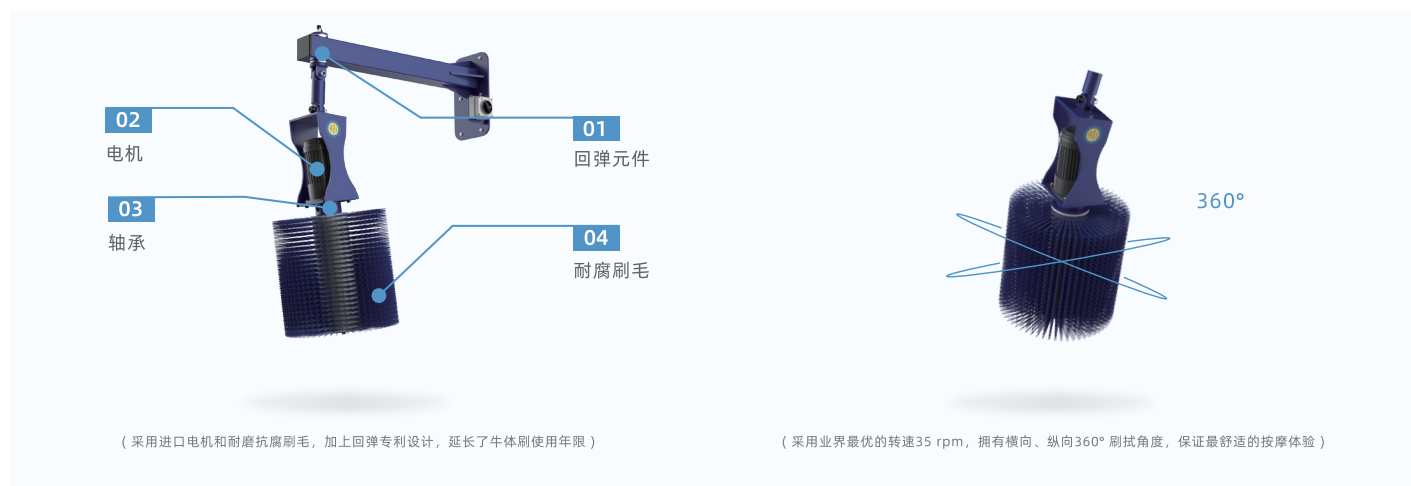 02
电机
01
回弹元件
03
轴承
04
耐腐刷毛
360°
( 采用进口电机和耐磨抗腐刷毛，加上回弹专利设计，延长了牛体刷使用年限 )
( 采用业界最优的转速35 rpm，拥有横向、纵向360° 刷拭角度，保证最舒适的按摩体验 )